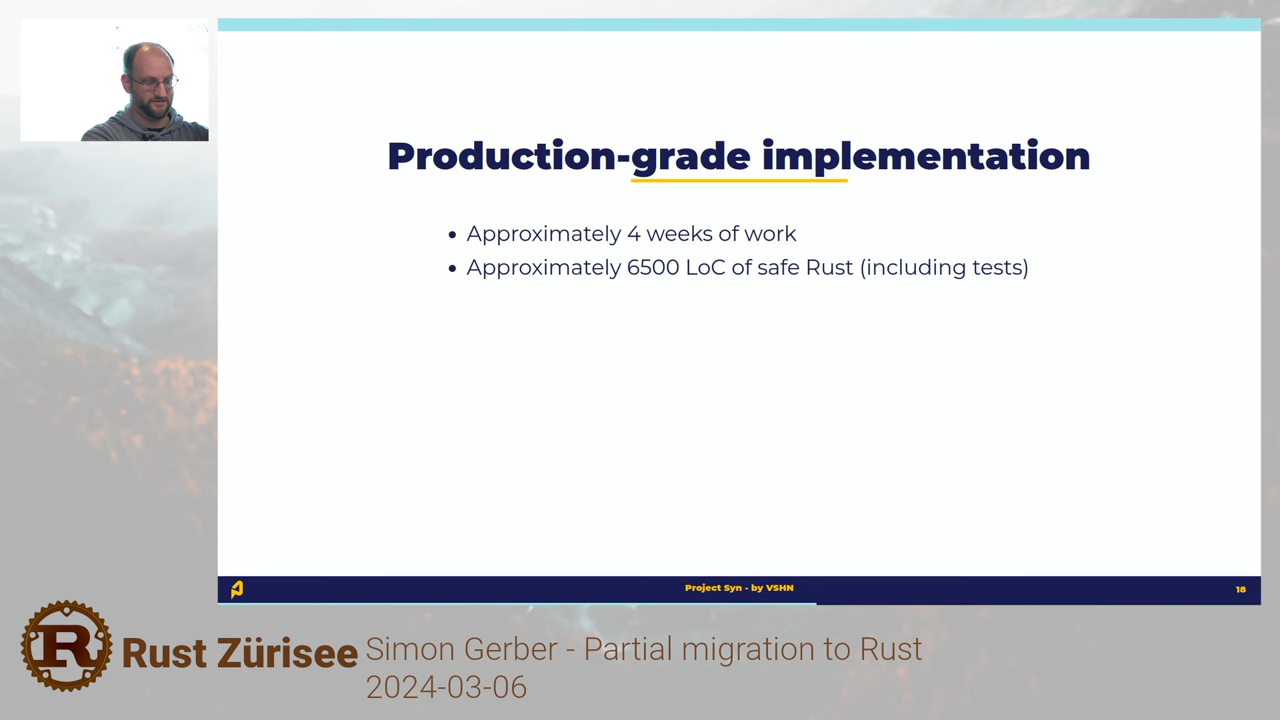 Production-grade implementation
• Approximately 4 weeks of work
• Approximately 6500 LoC of safe Rust (including tests)
Project Syn - by VSHN
18
R
Rust Zürisee
Simon Gerber - Partial migration to Rust
2024-03-06